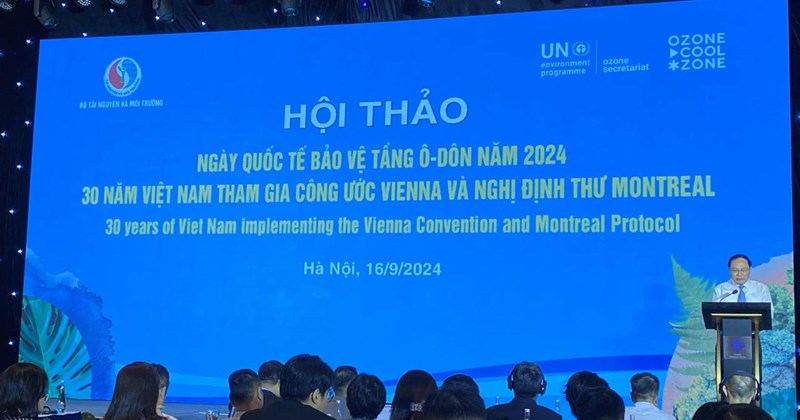 BỘ TÀI NGUYÊN VÀ MÔI TRƯỜNG
UN
environment
programme
ozone
secretariat
OZONE
COOL
ZONE
HỘI THẢO
NGÀY QUỐC TẾ BẢO VỆ TẦNG Ô-DÔN NĂM 2024
30 NĂM VIỆT NAM THAM GIA CÔNG ƯỚC VIENNA VÀ NGHỊ ĐỊNH THƯ MONTREAL
30 years of Viet Nam implementing the Vienna Convention and Montreal Protocol
Hà Nội, 16/9/2024